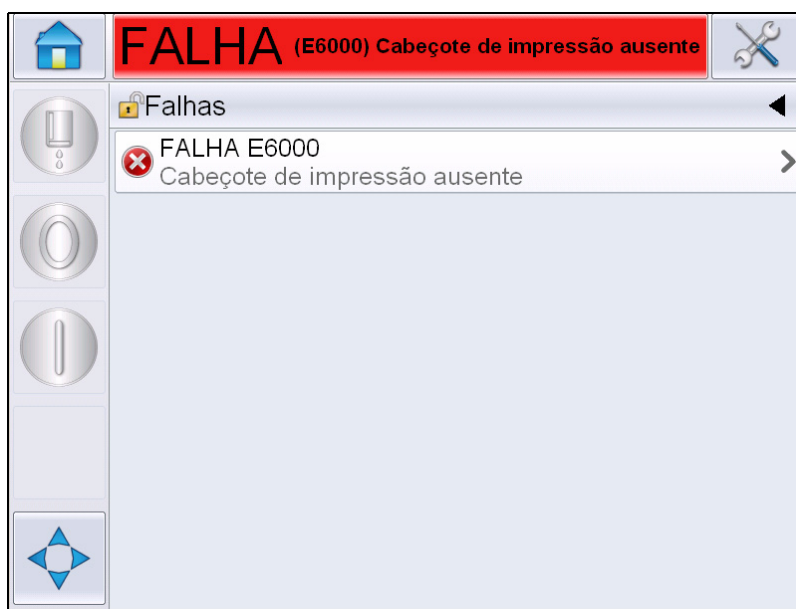 FALHA (E6000) Cabeçote de impressão ausente
Falhas
FALHA E6000
Cabeçote de impressão ausente